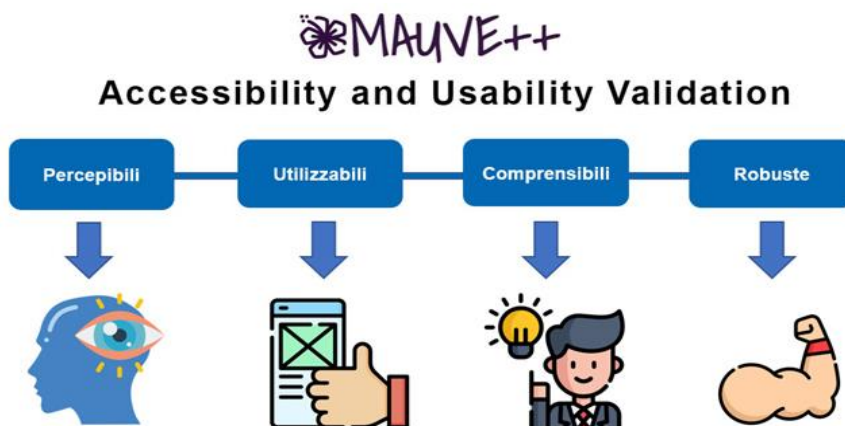 MAUVE++
Accessibility and Usability Validation
Percepibili
Utilizzabili
Comprensibili
Robuste